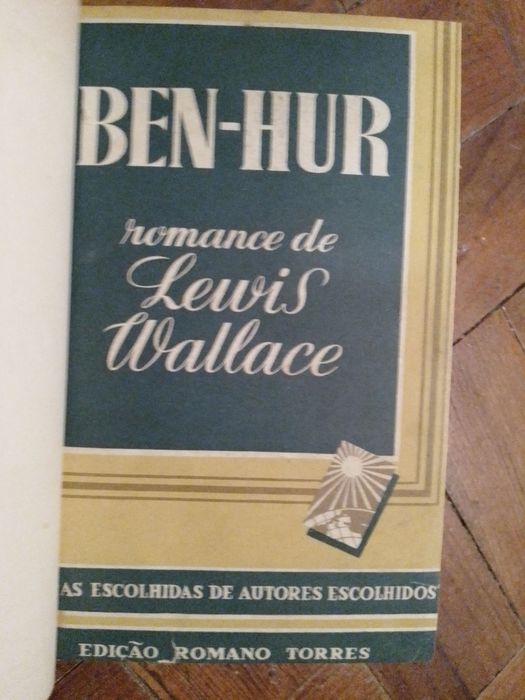 BEN-HUR
romance de
Lewis
Wallace
AS ESCOLHIDAS DE AUTORES ESCOLHIDOS"
EDIÇÃO ROMANO TORRES